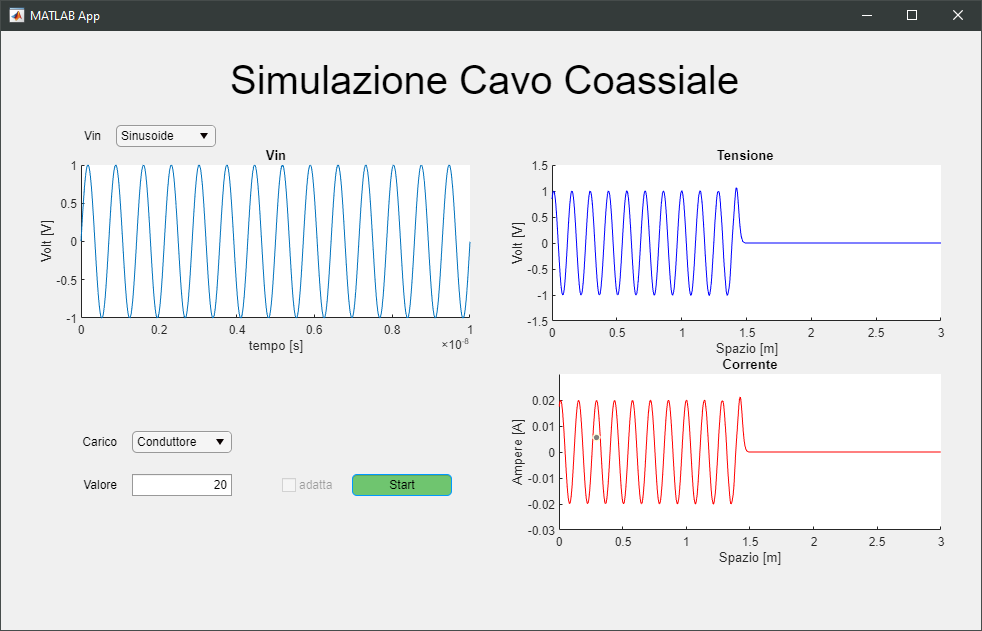 MATLAB App
Simulazione Cavo Coassiale
Vin Sinusoide
Vin
1
0.5
0
-0.5
-1
Volt [V]
0 0.2 0.4 0.6 0.8 1
tempo [s]
×10⁻⁸
Tensione
1.5
1
0.5
0
-0.5
-1
-1.5
Volt [V]
0 0.5 1 1.5 2 2.5 3
Spazio [m]
Corrente
0.02
0.01
0
-0.01
-0.02
-0.03
Ampere [A]
0 0.5 1 1.5 2 2.5 3
Spazio [m]
Carico Conduttore
Valore 20 adatta Start